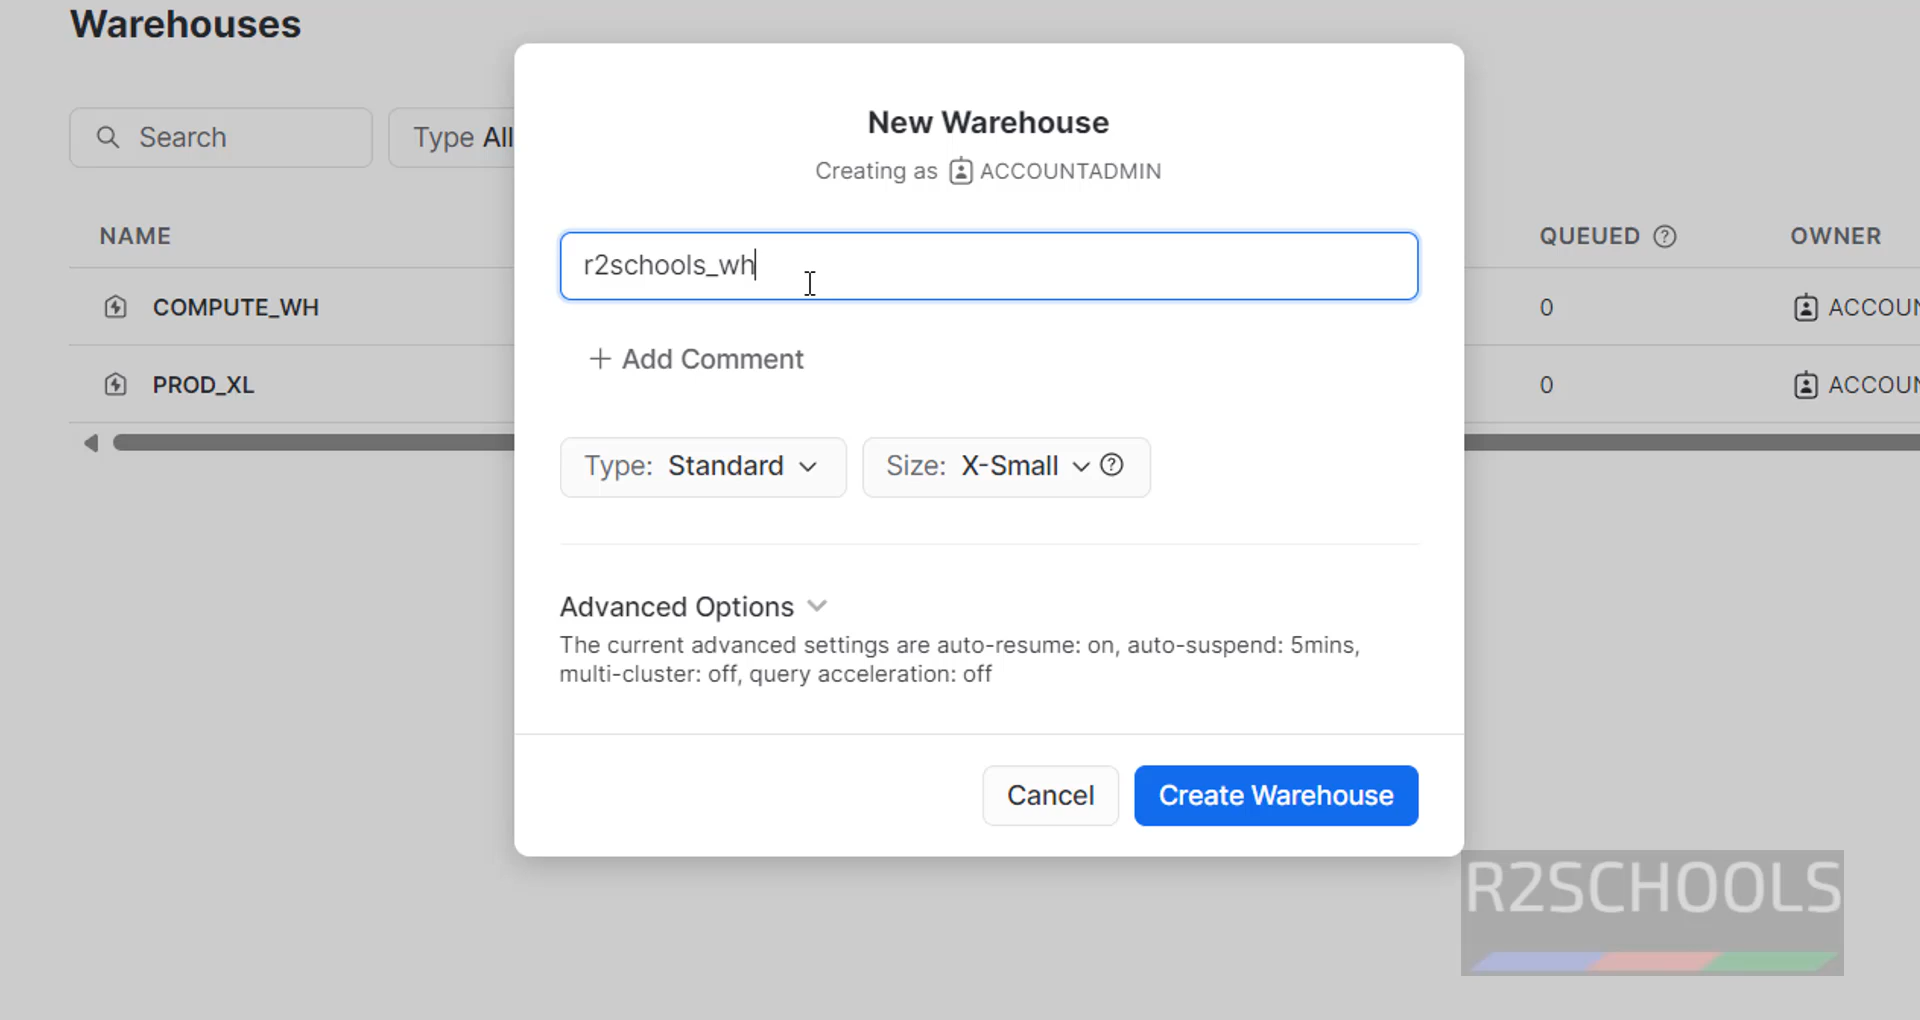 Warehouses
Search
Type All
NAME
QUEUED
OWNER
COMPUTE_WH
0
ACCOUN
PROD_XL
0
ACCOUN
New Warehouse
Creating as ACCOUNTADMIN
r2schools_wh
+ Add Comment
Type: Standard
Size: X-Small
Advanced Options
The current advanced settings are auto-resume: on, auto-suspend: 5mins,
multi-cluster: off, query acceleration: off
Cancel
Create Warehouse
R2SCHOOLS